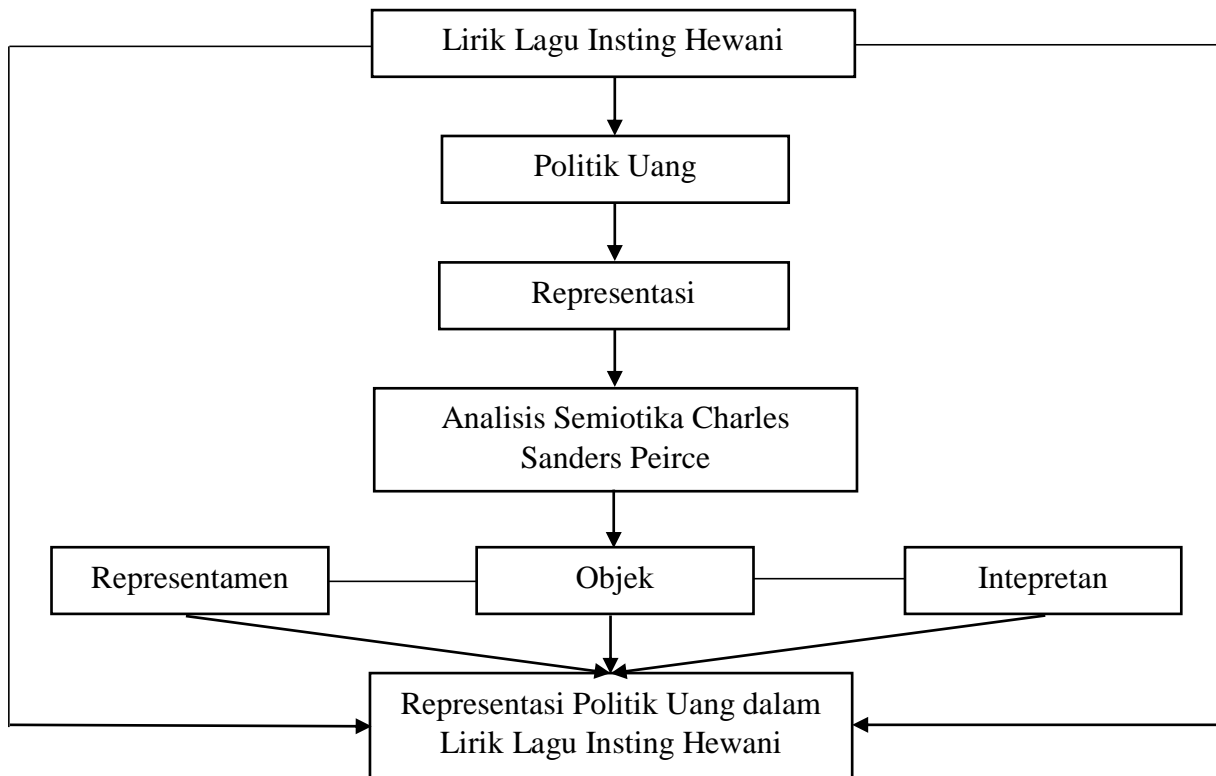 Lirik Lagu Insting Hewani
Politik Uang
Representasi
Analisis Semiotika Charles
Sanders Peirce
Representamen
Objek
Intepretan
Representasi Politik Uang dalam
Lirik Lagu Insting Hewani